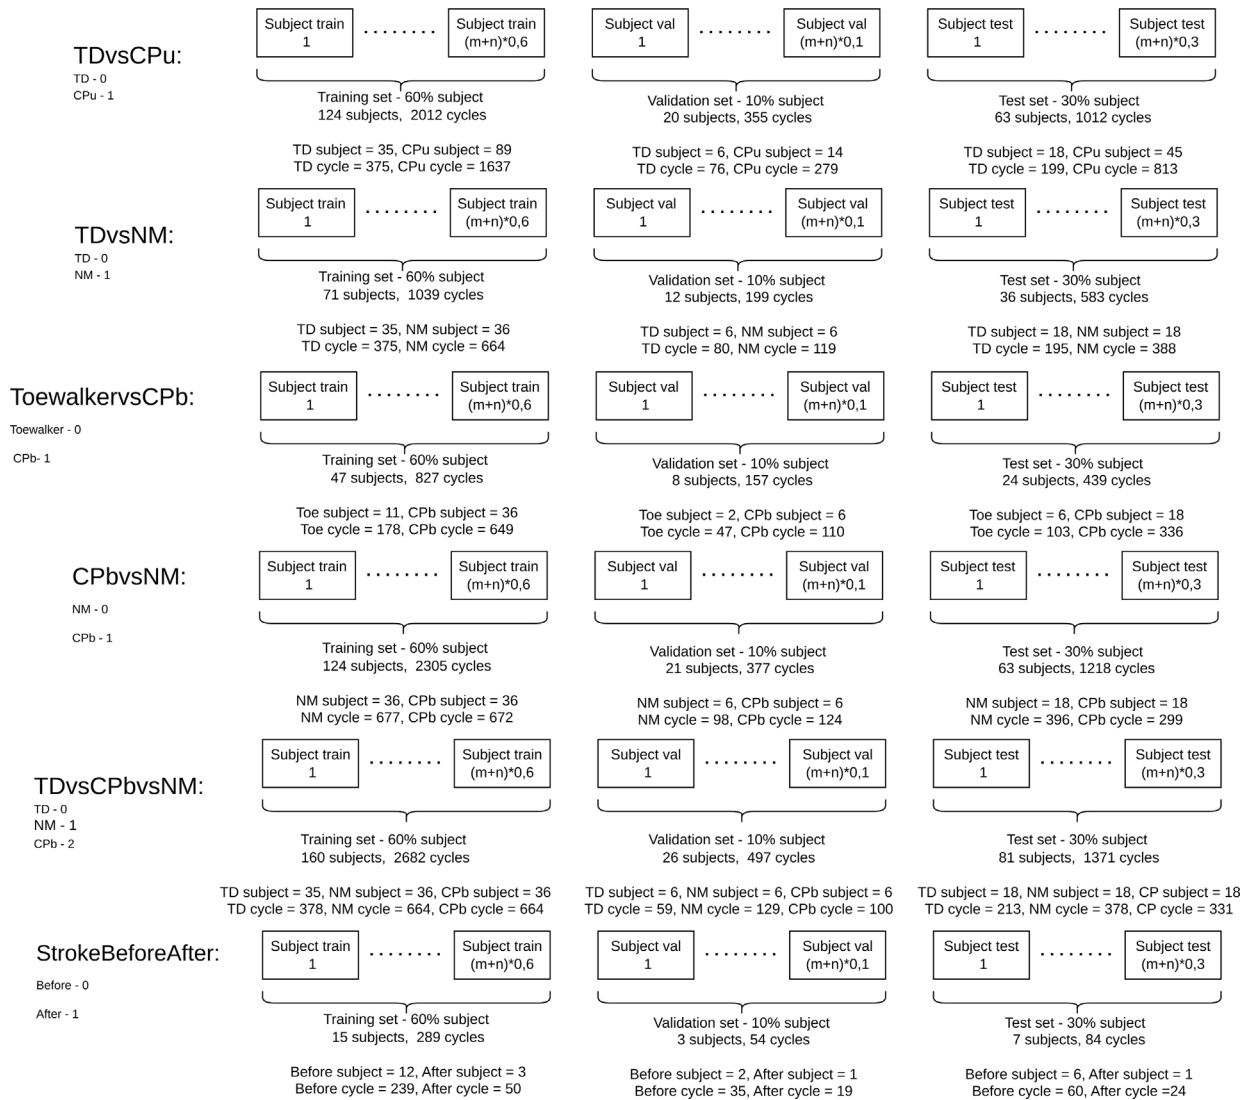 TDvsCPu:
TD - 0
CPu - 1
Subject train
1
. . . . . . . .
Subject train
(m+n)*0,6
Training set - 60% subject
124 subjects,  2012 cycles
TD subject = 35, CPu subject = 89
TD cycle = 375, CPu cycle = 1637
Subject val
1
. . . . . . . .
Subject val
(m+n)*0,1
Validation set - 10% subject
20 subjects, 355 cycles
TD subject = 6, CPu subject = 14
TD cycle = 76, CPu cycle = 279
Subject test
1
. . . . . . . .
Subject test
(m+n)*0,3
Test set - 30% subject
63 subjects, 1012 cycles
TD subject = 18, CPu subject = 45
TD cycle = 199, CPu cycle = 813
TDvsNM:
TD - 0
NM - 1
Subject train
1
. . . . . . . .
Subject train
(m+n)*0,6
Training set - 60% subject
71 subjects,  1039 cycles
TD subject = 35, NM subject = 36
TD cycle = 375, NM cycle = 664
Subject val
1
. . . . . . . .
Subject val
(m+n)*0,1
Validation set - 10% subject
12 subjects, 199 cycles
TD subject = 6, NM subject = 6
TD cycle = 80, NM cycle = 119
Subject test
1
. . . . . . . .
Subject test
(m+n)*0,3
Test set - 30% subject
36 subjects, 583 cycles
TD subject = 18, NM subject = 18
TD cycle = 195, NM cycle = 388
ToewalkervsCPb:
Toewalker - 0
CPb- 1
Subject train
1
. . . . . . . .
Subject train
(m+n)*0,6
Training set - 60% subject
47 subjects,  827 cycles
Toe subject = 11, CPb subject = 36
Toe cycle = 178, CPb cycle = 649
Subject val
1
. . . . . . . .
Subject val
(m+n)*0,1
Validation set - 10% subject
8 subjects, 157 cycles
Toe subject = 2, CPb subject = 6
Toe cycle = 47, CPb cycle = 110
Subject test
1
. . . . . . . .
Subject test
(m+n)*0,3
Test set - 30% subject
24 subjects, 439 cycles
Toe subject = 6, CPb subject = 18
Toe cycle = 103, CPb cycle = 336
CPbvsNM:
NM - 0
CPb - 1
Subject train
1
. . . . . . . .
Subject train
(m+n)*0,6
Training set - 60% subject
124 subjects,  2305 cycles
NM subject = 36, CPb subject = 36
NM cycle = 677, CPb cycle = 672
Subject val
1
. . . . . . . .
Subject val
(m+n)*0,1
Validation set - 10% subject
21 subjects, 377 cycles
NM subject = 6, CPb subject = 6
NM cycle = 98, CPb cycle = 124
Subject test
1
. . . . . . . .
Subject test
(m+n)*0,3
Test set - 30% subject
63 subjects, 1218 cycles
NM subject = 18, CPb subject = 18
NM cycle = 396, CPb cycle = 299
TDvsCPbvsNM:
TD - 0
NM - 1
CPb - 2
Subject train
1
. . . . . . . .
Subject train
(m+n)*0,6
Training set - 60% subject
160 subjects,  2682 cycles
TD subject = 35, NM subject = 36, CPb subject = 36
TD cycle = 378, NM cycle = 664, CPb cycle = 664
Subject val
1
. . . . . . . .
Subject val
(m+n)*0,1
Validation set - 10% subject
26 subjects, 497 cycles
TD subject = 6, NM subject = 6, CPb subject = 6
TD cycle = 59, NM cycle = 129, CPb cycle = 100
Subject test
1
. . . . . . . .
Subject test
(m+n)*0,3
Test set - 30% subject
81 subjects,  1371 cycles
TD subject = 18, NM subject = 18, CP subject = 18
TD cycle = 213, NM cycle = 378, CP cycle = 331
StrokeBeforeAfter:
Before - 0
After - 1
Subject train
1
. . . . . . . .
Subject train
(m+n)*0,6
Training set - 60% subject
15 subjects,  289 cycles
Before subject = 12, After subject = 3
Before cycle = 239, After cycle = 50
Subject val
1
. . . . . . . .
Subject val
(m+n)*0,1
Validation set - 10% subject
3 subjects, 54 cycles
Before subject = 2, After subject = 1
Before cycle = 35, After cycle = 19
Subject test
1
. . . . . . . .
Subject test
(m+n)*0,3
Test set - 30% subject
7 subjects, 84 cycles
Before subject = 6, After subject = 1
Before cycle = 60, After cycle =24